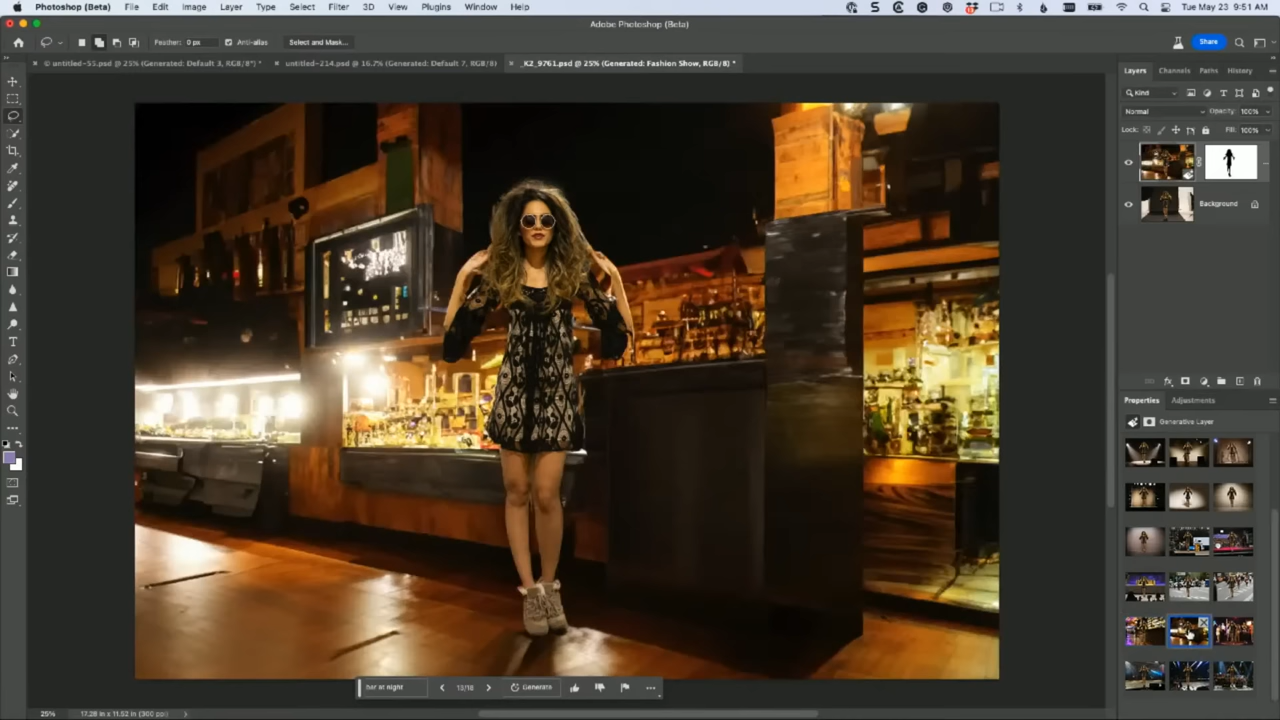 Photoshop (Beta) File Edit Image Layer Type Select Filter 3D View Plugins Window Help
Tue May 23 9:51 AM
Adobe Photoshop (Beta)
Feather: 0 px Anti-alias Select and Mask... Share
© untitled-55.psd @ 25% (Generated: Default 3, RGB/8*) *
untitled-214.psd @ 16.7% (Generated: Default 7, RGB/8)
_K2_9761.psd @ 25% (Generated: Fashion Show, RGB/8) *
Layers Channels Paths History
Kind
Normal Opacity: 100%
Lock: Fill: 100%
Background
Properties Adjustments
Generative Layer
bar at night Generate
25% 17.28 in x 11.52 in (300 ppi)